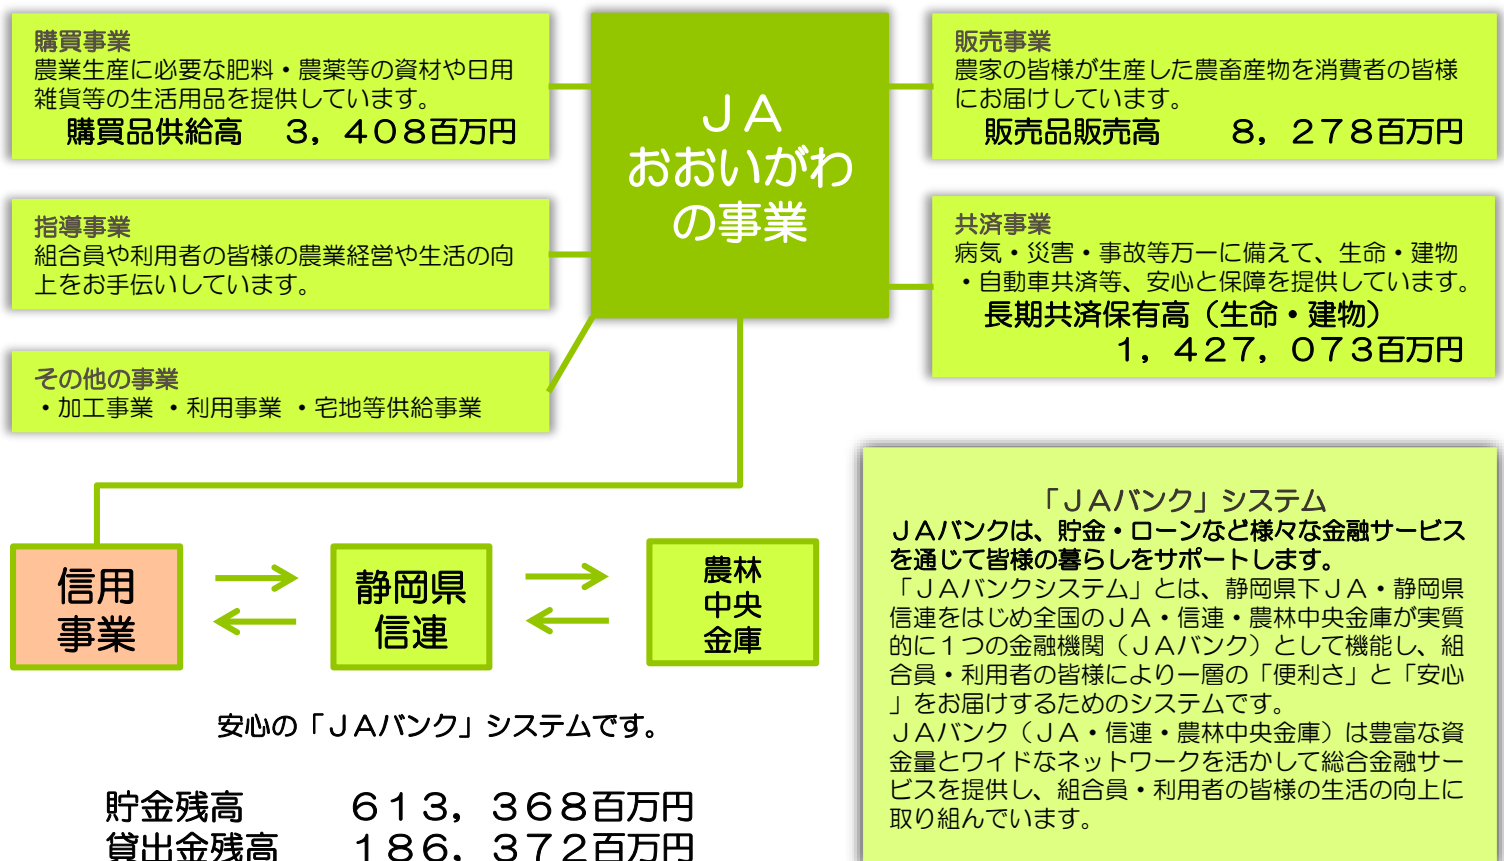 購買事業
農業生産に必要な肥料・農薬等の資材や日用
雑貨等の生活用品を提供しています。
購買品供給高　３，４０８百万円
指導事業
組合員や利用者の皆様の農業経営や生活の向
上をお手伝いしています。
その他の事業
・加工事業 ・利用事業 ・宅地等供給事業
ＪＡ
おおいがわ
の事業
販売事業
農家の皆様が生産した農畜産物を消費者の皆様
にお届けしています。
販売品販売高　８，２７８百万円
共済事業
病気・災害・事故等万一に備えて、生命・建物
・自動車共済等、安心と保障を提供しています。
長期共済保有高（生命・建物）
１，４２７，０７３百万円
信用
事業
静岡県
信連
農林
中央
金庫
安心の「ＪＡバンク」システムです。
貯金残高　６１３，３６８百万円
貸出金残高　１８６，３７２百万円
「ＪＡバンク」システム
ＪＡバンクは、貯金・ローンなど様々な金融サービス
を通じて皆様の暮らしをサポートします。
「ＪＡバンクシステム」とは、静岡県下ＪＡ・静岡県
信連をはじめ全国のＪＡ・信連・農林中央金庫が実質
的に１つの金融機関（ＪＡバンク）として機能し、組
合員・利用者の皆様により一層の「便利さ」と「安心
」をお届けするためのシステムです。
ＪＡバンク（ＪＡ・信連・農林中央金庫）は豊富な資
金量とワイドなネットワークを活かして総合金融サー
ビスを提供し、組合員・利用者の皆様の生活の向上に
取り組んでいます。